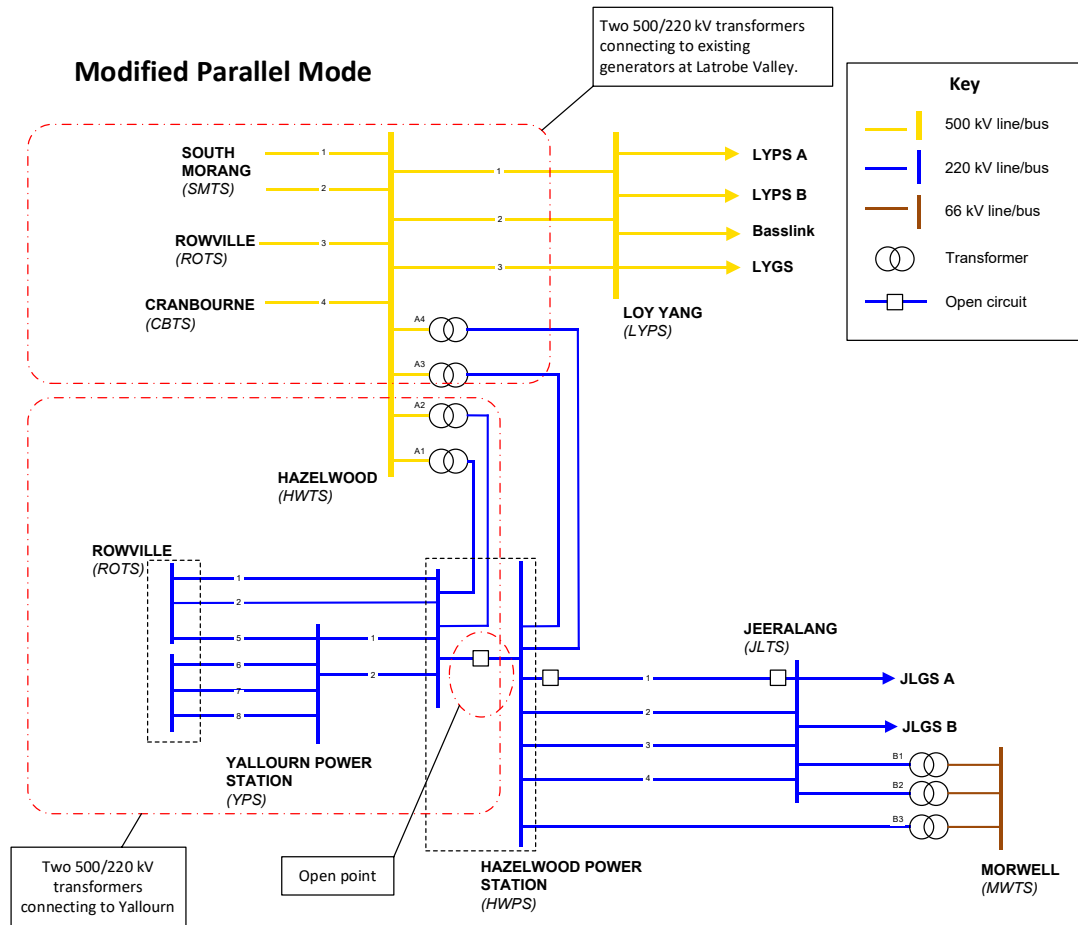 Two 500/220 kV transformers
connecting to existing
generators at Latrobe Valley.
Modified Parallel Mode
Key
500 kV line/bus
220 kV line/bus
66 kV line/bus
Transformer
Open circuit
SOUTH
MORANG
(SMTS)
1
2
ROWVILLE
(ROTS)
3
CRANBOURNE
(CBTS)
4
1
2
3
LYPS A
LYPS B
Basslink
LYGS
LOY YANG
(LYPS)
A4
A3
A2
A1
HAZELWOOD
(HWTS)
ROWVILLE
(ROTS)
1
2
5
6
7
8
1
2
YALLOURN POWER
STATION
(YPS)
JEERALANG
(JLTS)
1
2
3
4
JLGS A
JLGS B
B1
B2
B3
MORWELL
(MWTS)
HAZELWOOD POWER
STATION
(HWPS)
Two 500/220 kV
transformers
connecting to Yallourn
Open point